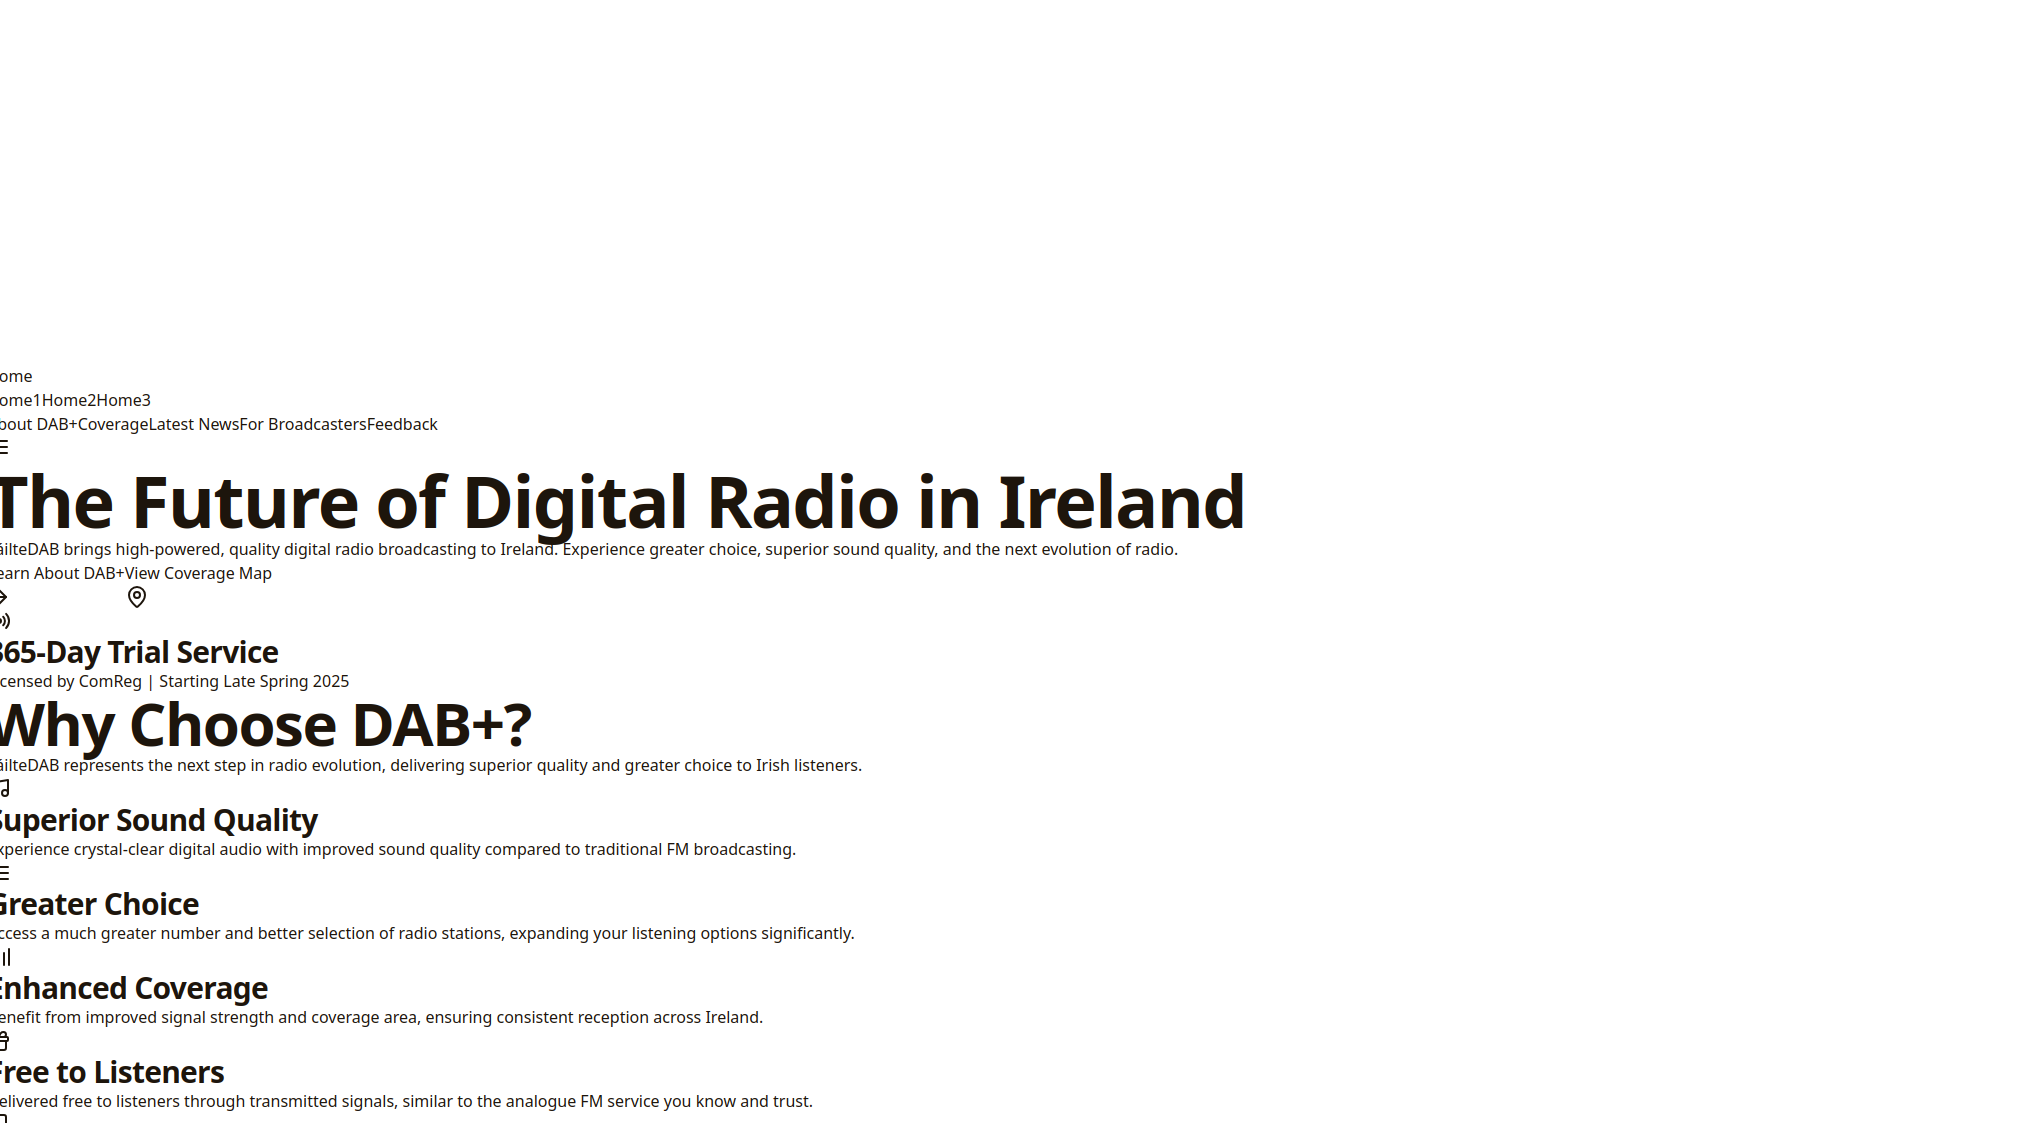 ome
ome1Home2Home3
bout DAB+CoverageLatest NewsFor BroadcastersFeedback
The Future of Digital Radio in Ireland
áilteDAB brings high-powered, quality digital radio broadcasting to Ireland. Experience greater choice, superior sound quality, and the next evolution of radio.
earn About DAB+View Coverage Map
365-Day Trial Service
icensed by ComReg | Starting Late Spring 2025
Why Choose DAB+?
áilteDAB represents the next step in radio evolution, delivering superior quality and greater choice to Irish listeners.
Superior Sound Quality
xperience crystal-clear digital audio with improved sound quality compared to traditional FM broadcasting.
Greater Choice
ccess a much greater number and better selection of radio stations, expanding your listening options significantly.
Enhanced Coverage
enefit from improved signal strength and coverage area, ensuring consistent reception across Ireland.
Free to Listeners
elivered free to listeners through transmitted signals, similar to the analogue FM service you know and trust.